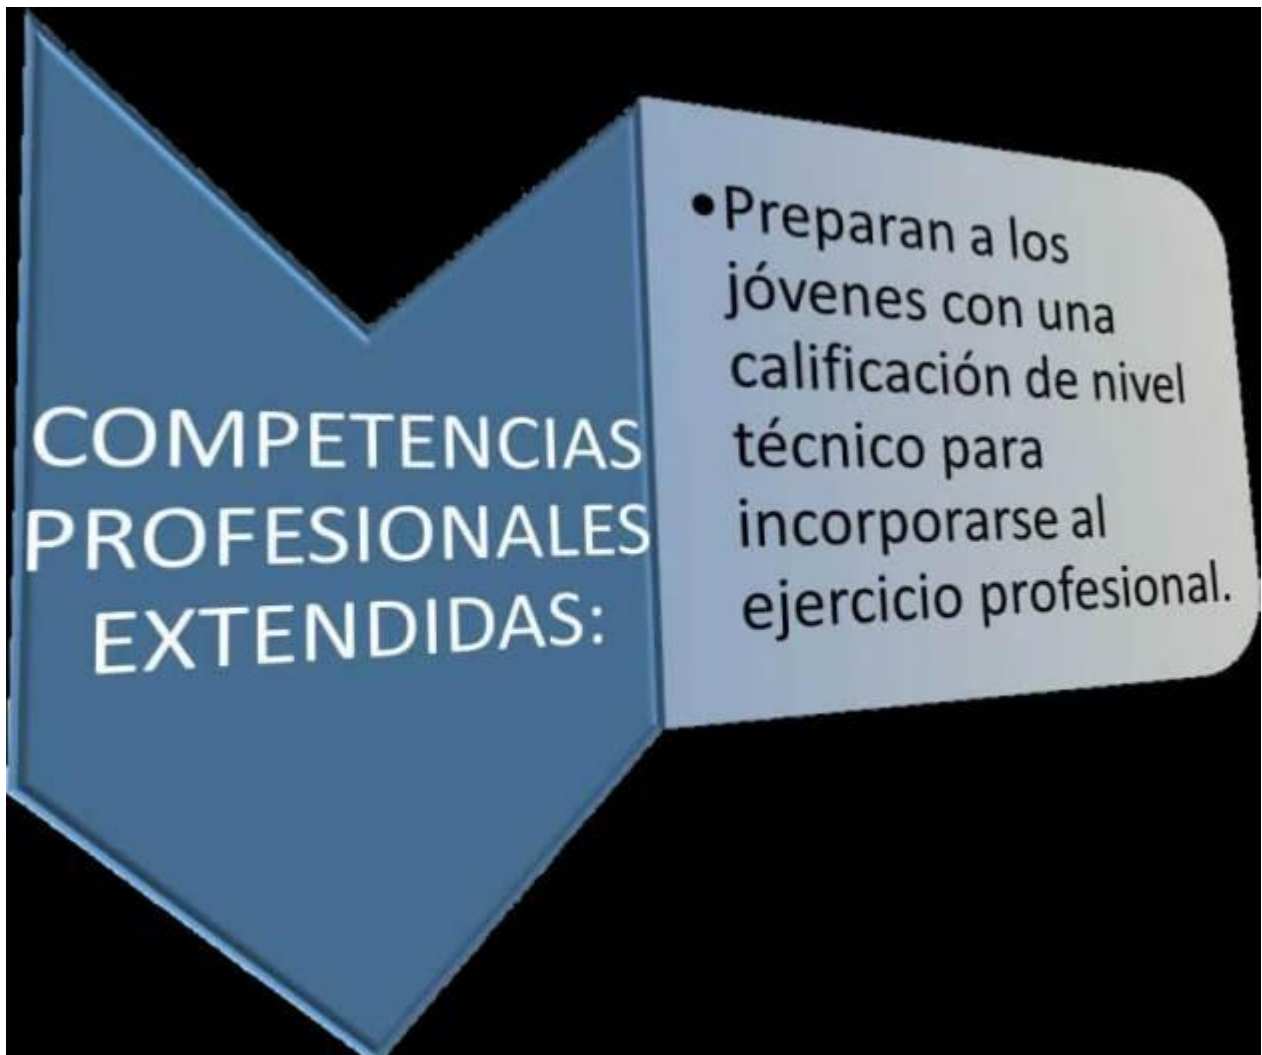 COMPETENCIAS
PROFESIONALES
EXTENDIDAS:
•Preparan a los
jóvenes con una
calificación de nivel
técnico para
incorporarse al
ejercicio profesional.